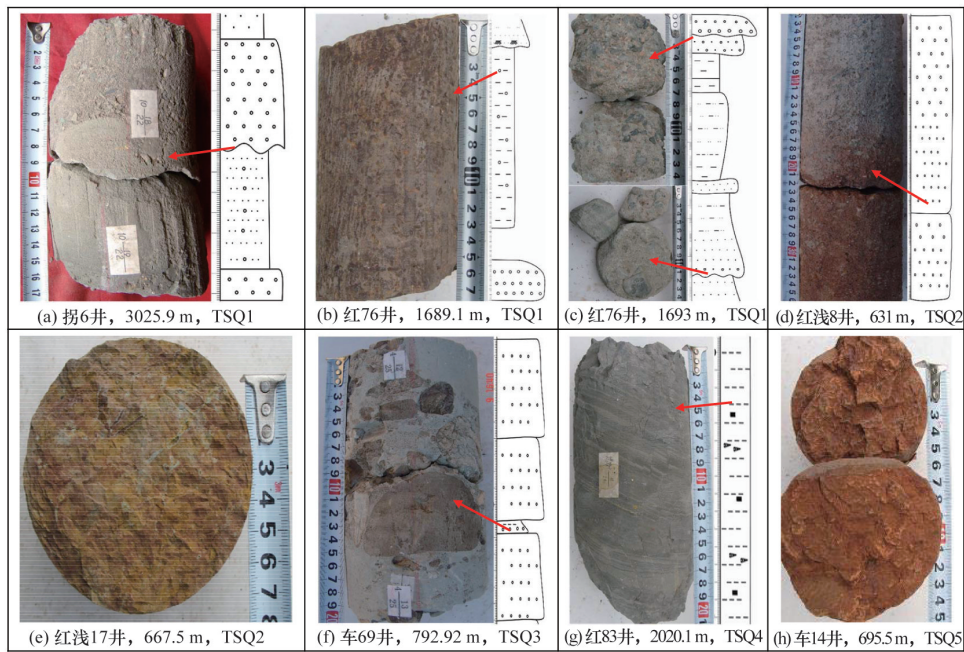 (a) 拐6井，3025.9 m，TSQ1
(b) 红76井，1689.1 m，TSQ1
(c) 红76井，1693 m，TSQ1
(d) 红浅8井，631 m，TSQ2
(e) 红浅17井，667.5 m，TSQ2
(f) 车69井，792.92 m，TSQ3
(g) 红83井，2020.1 m，TSQ4
(h) 车14井，695.5 m，TSQ5